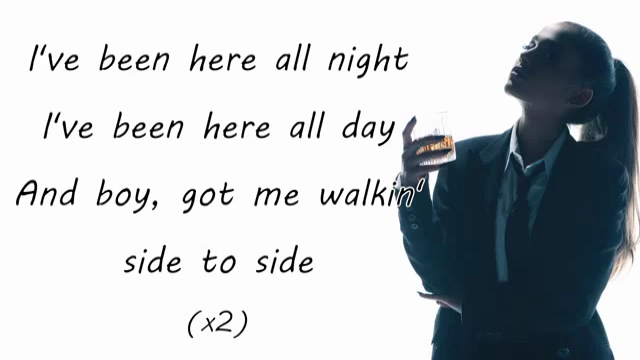 I've been here all night
I've been here all day
And boy, got me walkin'
side to side
(x2)